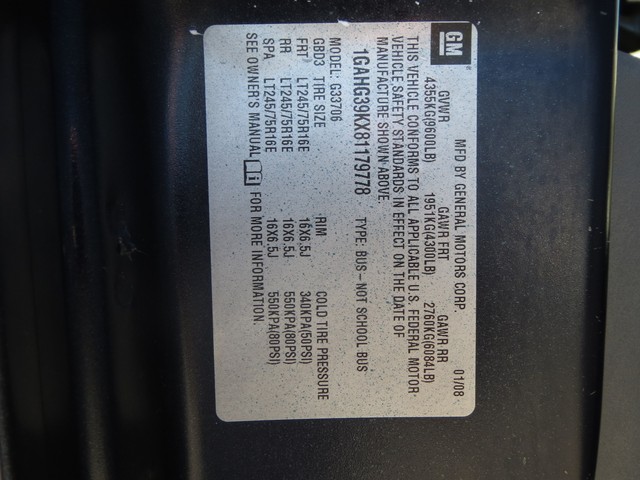 GM MFD BY GENERAL MOTORS CORP. 01/08
GVWR GAWR FRT GAWR RR
4355KG(9600LB) 1951KG(4300LB) 2760KG(6084LB)
THIS VEHICLE CONFORMS TO ALL APPLICABLE U.S. FEDERAL MOTOR
VEHICLE SAFETY STANDARDS IN EFFECT ON THE DATE OF
MANUFACTURE SHOWN ABOVE.
1GAHG39KX81179778 TYPE: BUS-NOT SCHOOL BUS
MODEL: G33706
GBD3 TIRE SIZE RIM COLD TIRE PRESSURE
FRT LT245/75R16E 16X6.5J 340KPA(50PSI)
RR LT245/75R16E 16X6.5J 550KPA(80PSI)
SPA LT245/75R16E 16X6.5J 550KPA(80PSI)
SEE OWNER'S MANUAL i FOR MORE INFORMATION.